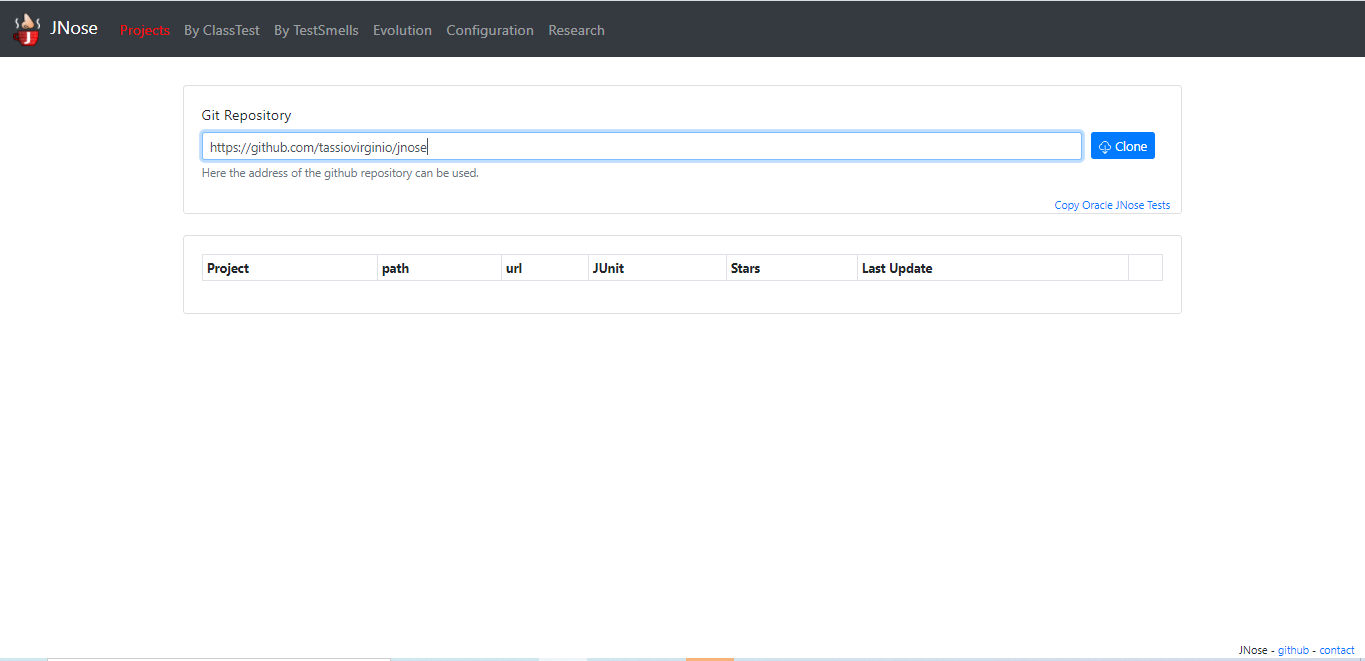 JNose Projects By ClassTest By TestSmells Evolution Configuration Research
Git Repository
https://github.com/tassiovirginio/jnose Clone
Here the address of the github repository can be used.
Copy Oracle JNose Tests
Project path url JUnit Stars Last Update
JNose - github - contact